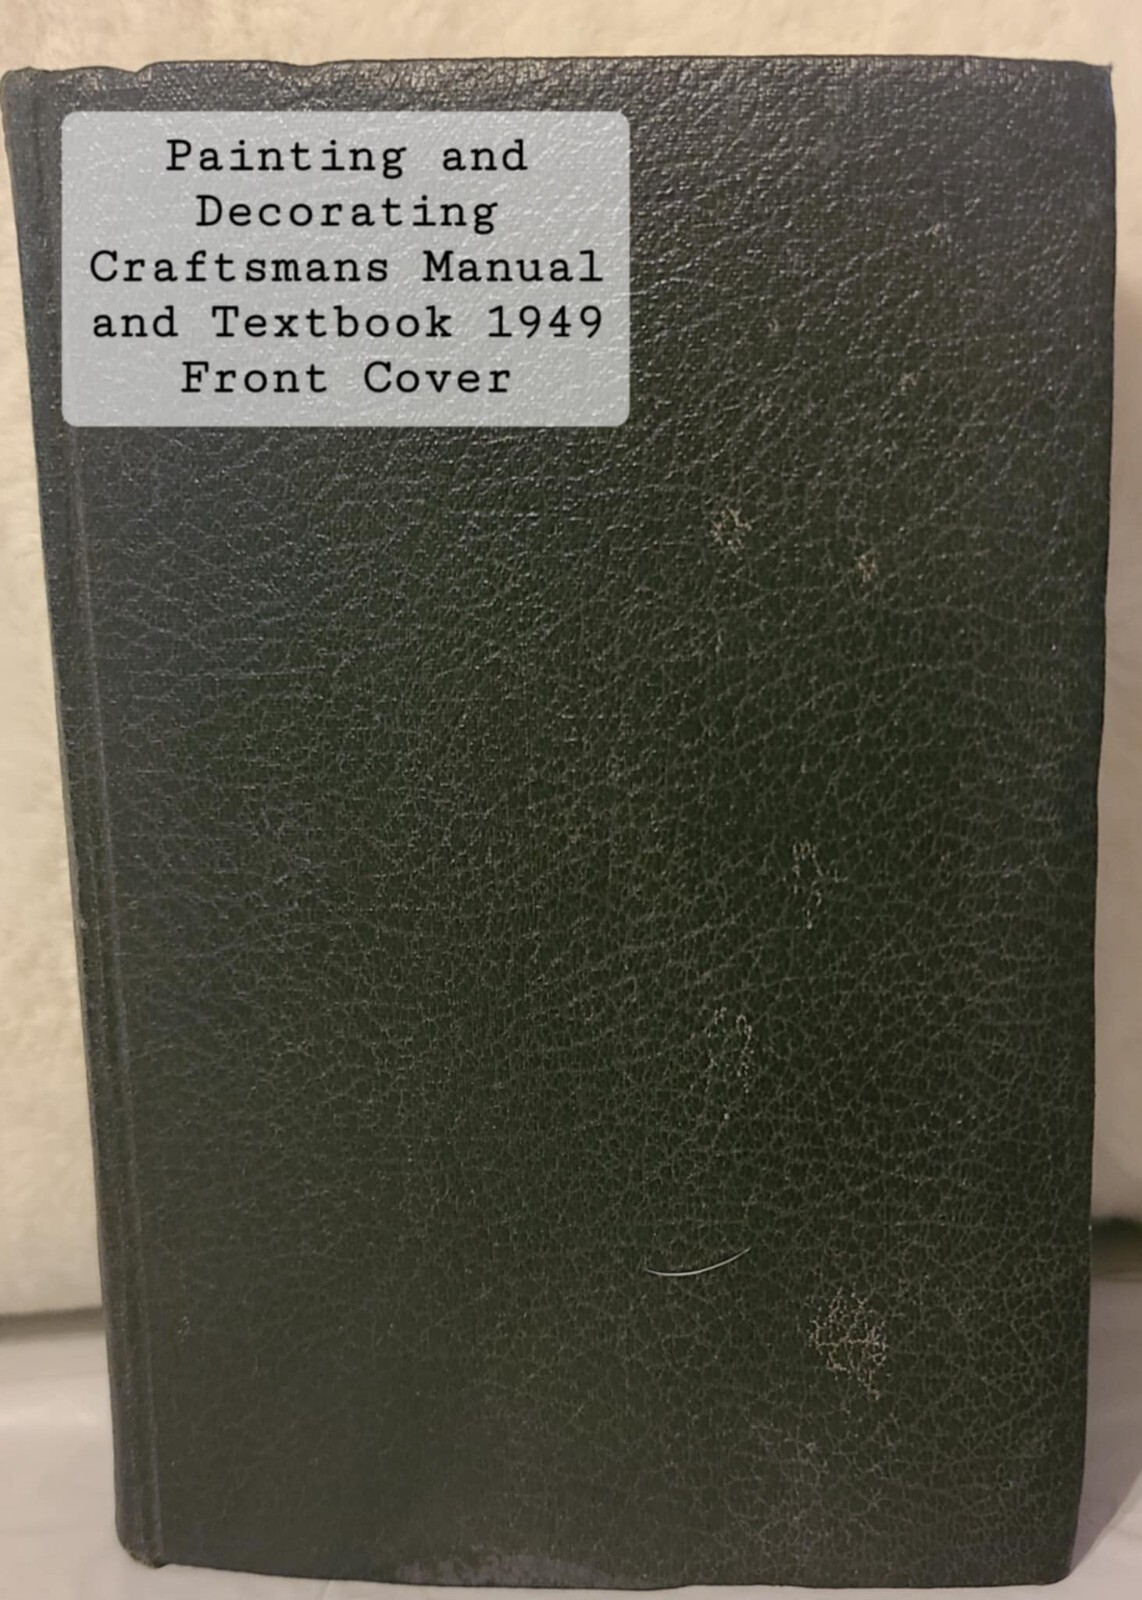 Painting and
Decorating
Craftsmans Manual
and Textbook 1949
Front Cover